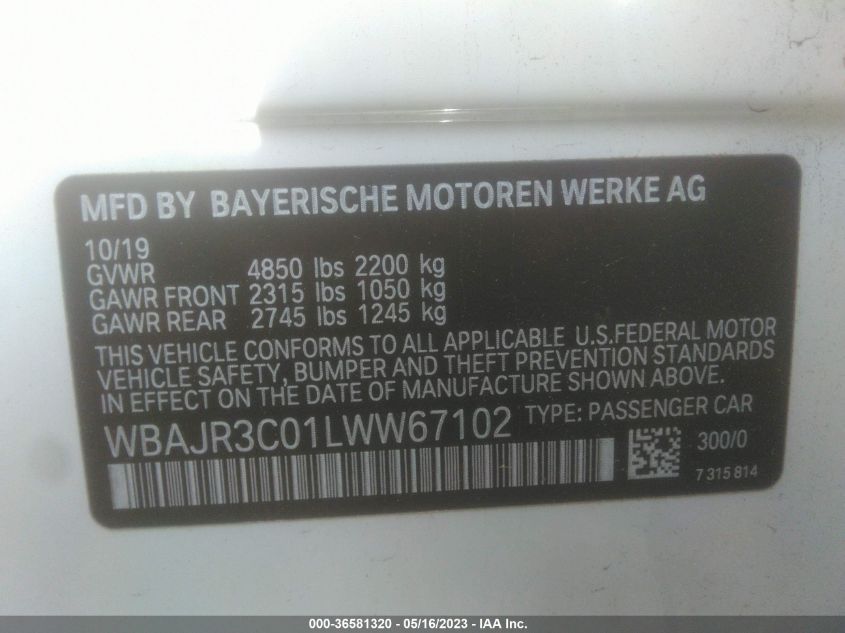 MFD BY BAYERISCHE MOTOREN WERKE AG
10/19
GVWR 4850 lbs 2200 kg
GAWR FRONT 2315 lbs 1050 kg
GAWR REAR 2745 lbs 1245 kg
THIS VEHICLE CONFORMS TO ALL APPLICABLE U.S.FEDERAL MOTOR
VEHICLE SAFETY, BUMPER AND THEFT PREVENTION STANDARDS
IN EFFECT ON THE DATE OF MANUFACTURE SHOWN ABOVE.
WBAJR3C01LWW67102 TYPE: PASSENGER CAR
300/0
7 315 814
000-36581320 - 05/16/2023 - IAA Inc.